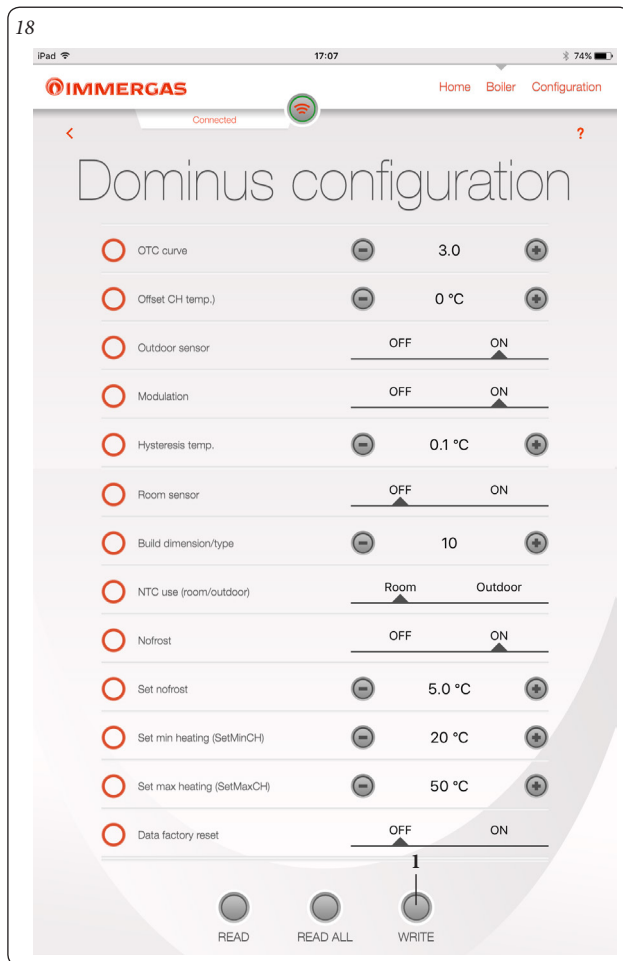 18
iPad 17:07 74%
IMMERGAS Home Boiler Configuration
Connected
< ?
Dominus configuration
OTC curve - 3.0 +
Offset CH temp.) - 0 °C +
Outdoor sensor OFF ON
Modulation OFF ON
Hysteresis temp. - 0.1 °C +
Room sensor OFF ON
Build dimension/type - 10 +
NTC use (room/outdoor) Room Outdoor
Nofrost OFF ON
Set nofrost - 5.0 °C +
Set min heating (SetMinCH) - 20 °C +
Set max heating (SetMaxCH) - 50 °C +
Data factory reset OFF ON
1
READ READ ALL WRITE